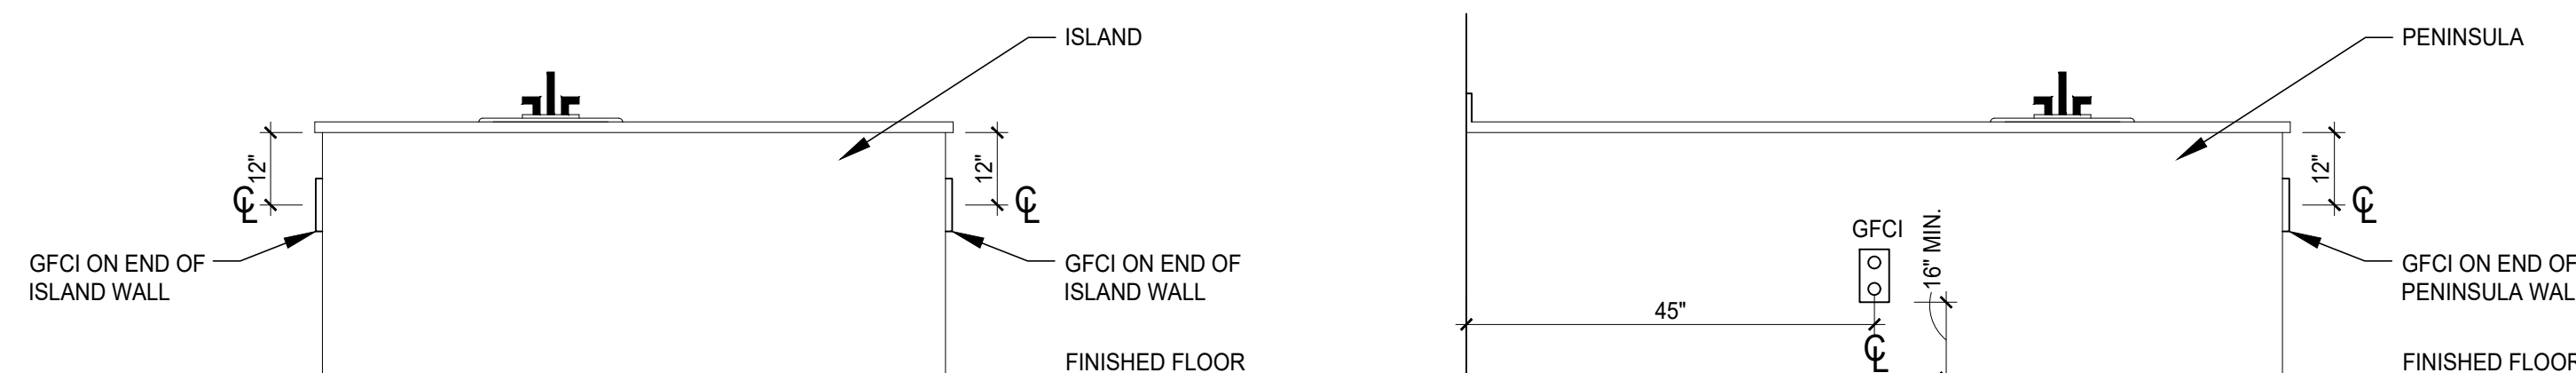 ISLAND
12"
℄
12"
℄
GFCI ON END OF
ISLAND WALL
GFCI ON END OF
ISLAND WALL
FINISHED FLOOR
PENINSULA
12"
℄
GFCI
16" MIN.
GFCI ON END OF
PENINSULA WAL
45"
℄
FINISHED FLOOR